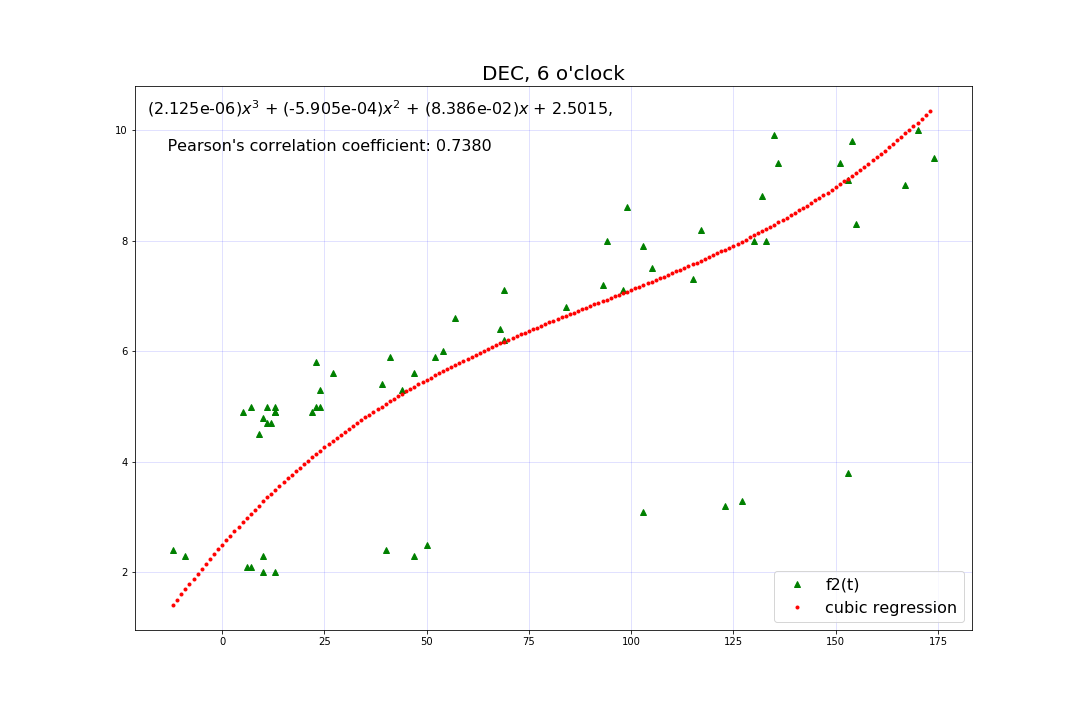 DEC, 6 o'clock
(2.125e-06)x³ + (-5.905e-04)x² + (8.386e-02)x + 2.5015,
Pearson's correlation coefficient: 0.7380
10
8
6
4
2
f2(t)
cubic regression
0 25 50 75 100 125 150 175